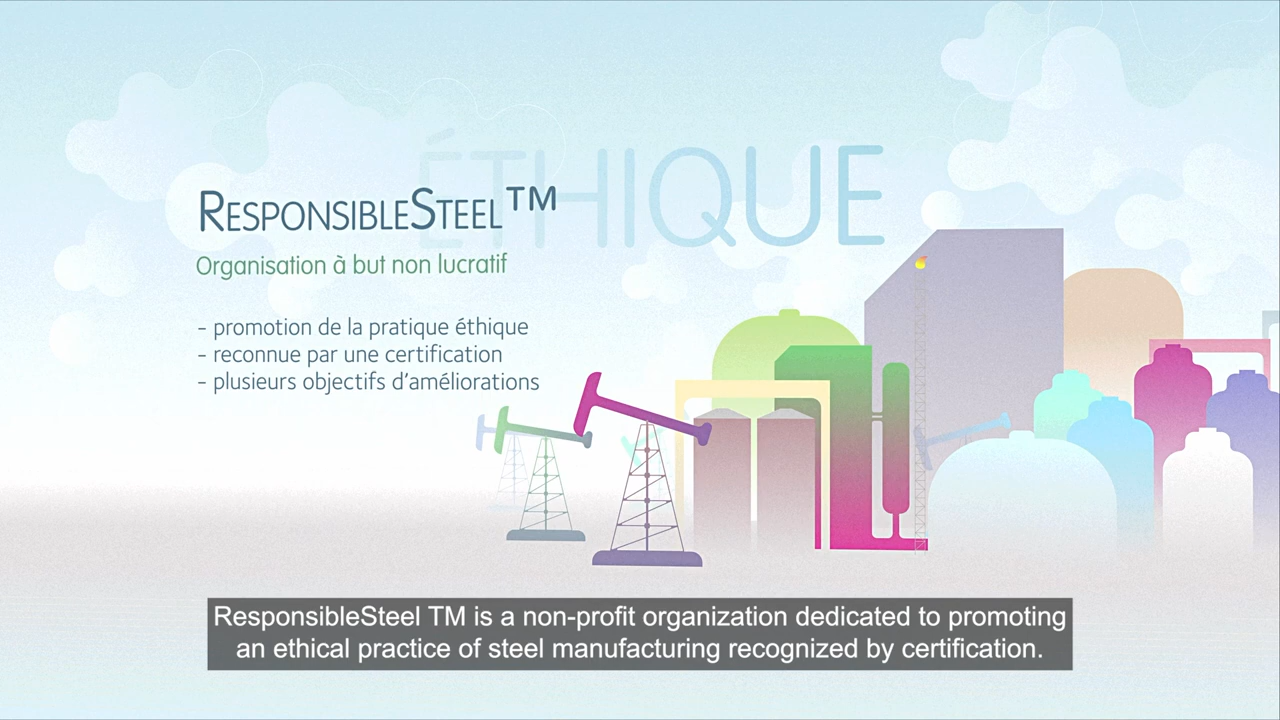 ÉTHIQUE
RESPONSIBLESTEEL™
Organisation à but non lucratif
- promotion de la pratique éthique
- reconnue par une certification
- plusieurs objectifs d'améliorations
ResponsibleSteel TM is a non-profit organization dedicated to promoting
an ethical practice of steel manufacturing recognized by certification.